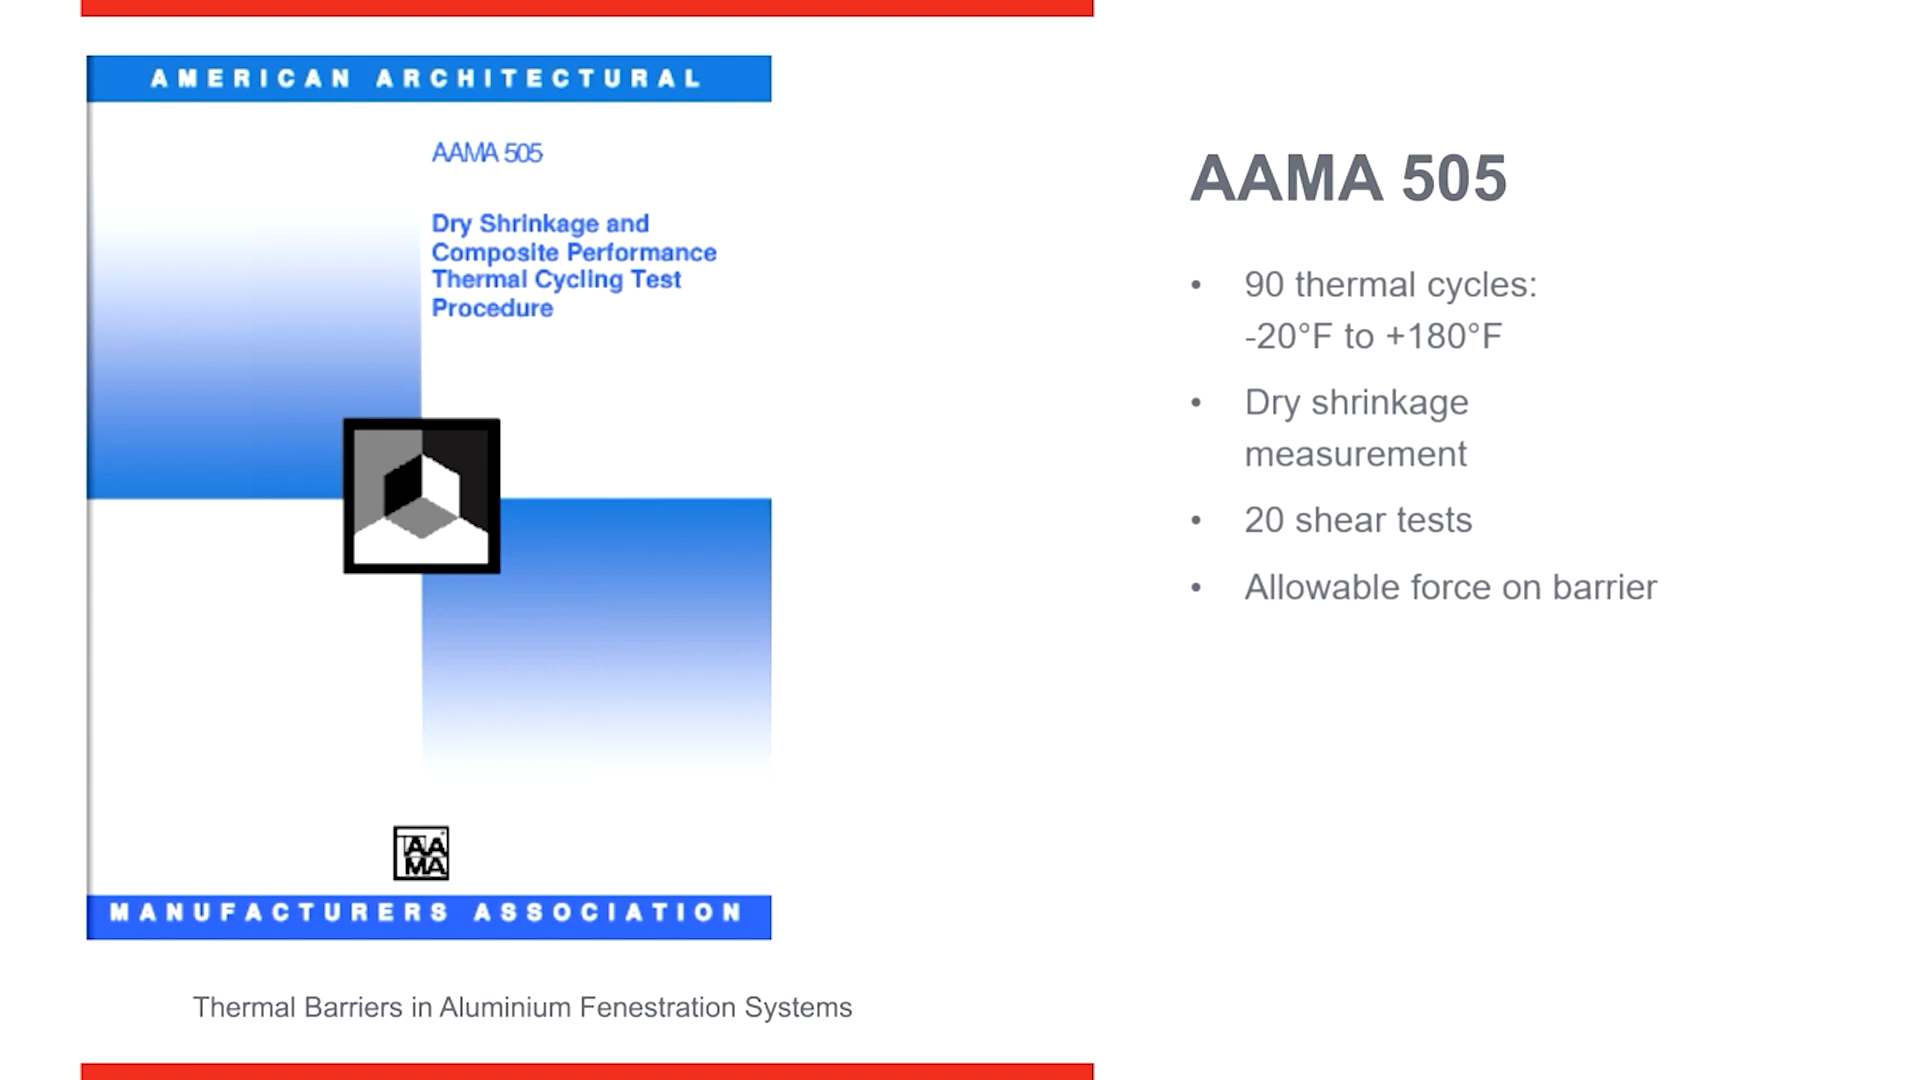 AMERICAN ARCHITECTURAL
AAMA 505
Dry Shrinkage and
Composite Performance
Thermal Cycling Test
Procedure
AAMA
MANUFACTURERS ASSOCIATION
Thermal Barriers in Aluminium Fenestration Systems
AAMA 505
• 90 thermal cycles:
-20°F to +180°F
• Dry shrinkage
measurement
• 20 shear tests
• Allowable force on barrier